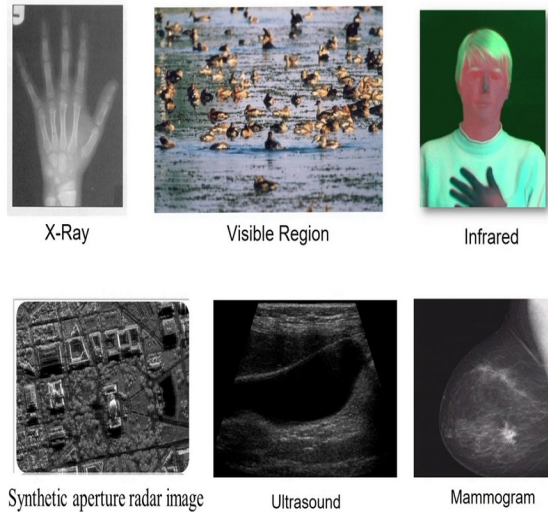 X-Ray
Visible Region
Infrared
Synthetic aperture radar image
Ultrasound
Mammogram